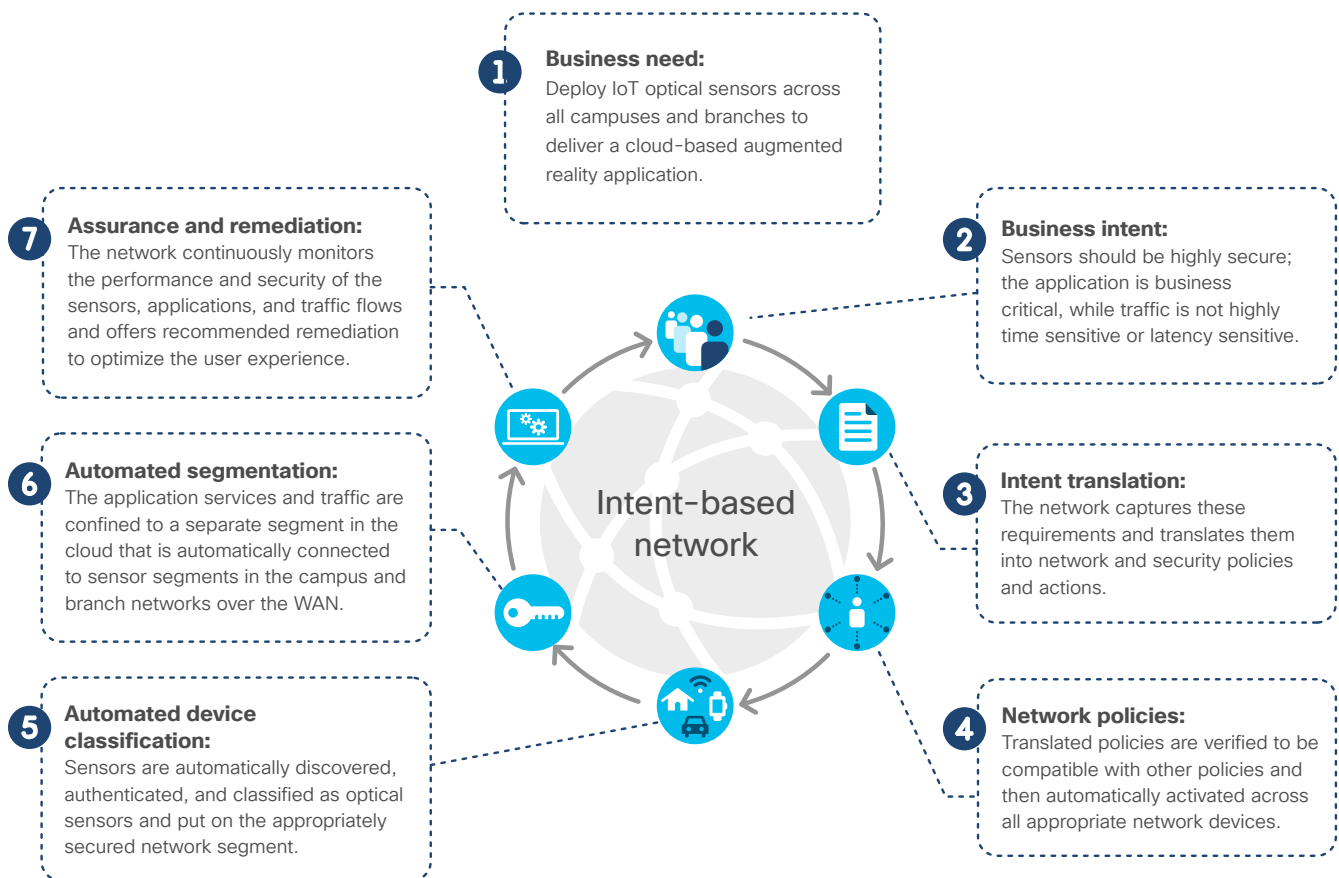 1
Business need:
Deploy IoT optical sensors across
all campuses and branches to
deliver a cloud-based augmented
reality application.
2
Business intent:
Sensors should be highly secure;
the application is business
critical, while traffic is not highly
time sensitive or latency sensitive.
3
Intent translation:
The network captures these
requirements and translates them
into network and security policies
and actions.
4
Network policies:
Translated policies are verified to be
compatible with other policies and
then automatically activated across
all appropriate network devices.
5
Automated device
classification:
Sensors are automatically discovered,
authenticated, and classified as optical
sensors and put on the appropriately
secured network segment.
6
Automated segmentation:
The application services and traffic are
confined to a separate segment in the
cloud that is automatically connected
to sensor segments in the campus and
branch networks over the WAN.
7
Assurance and remediation:
The network continuously monitors
the performance and security of the
sensors, applications, and traffic flows
and offers recommended remediation
to optimize the user experience.
Intent-based
network